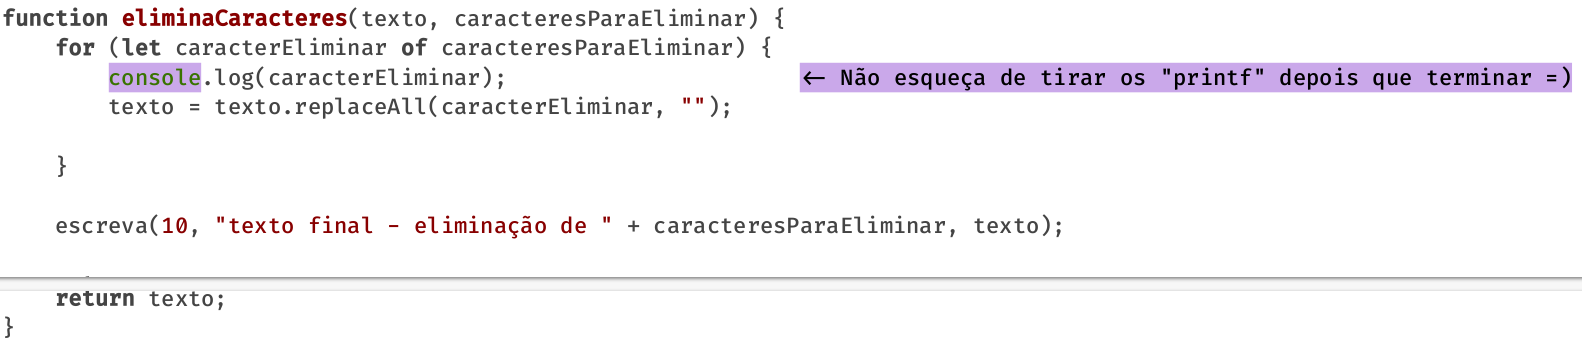 function eliminaCaracteres(texto, caracteresParaEliminar) {
    for (let caracterEliminar of caracteresParaEliminar) {
        console.log(caracterEliminar);                      ← Não esqueça de tirar os "printf" depois que terminar =)
        texto = texto.replaceAll(caracterEliminar, "");
    }
    escreva(10, "texto final - eliminação de " + caracteresParaEliminar, texto);
    return texto;
}